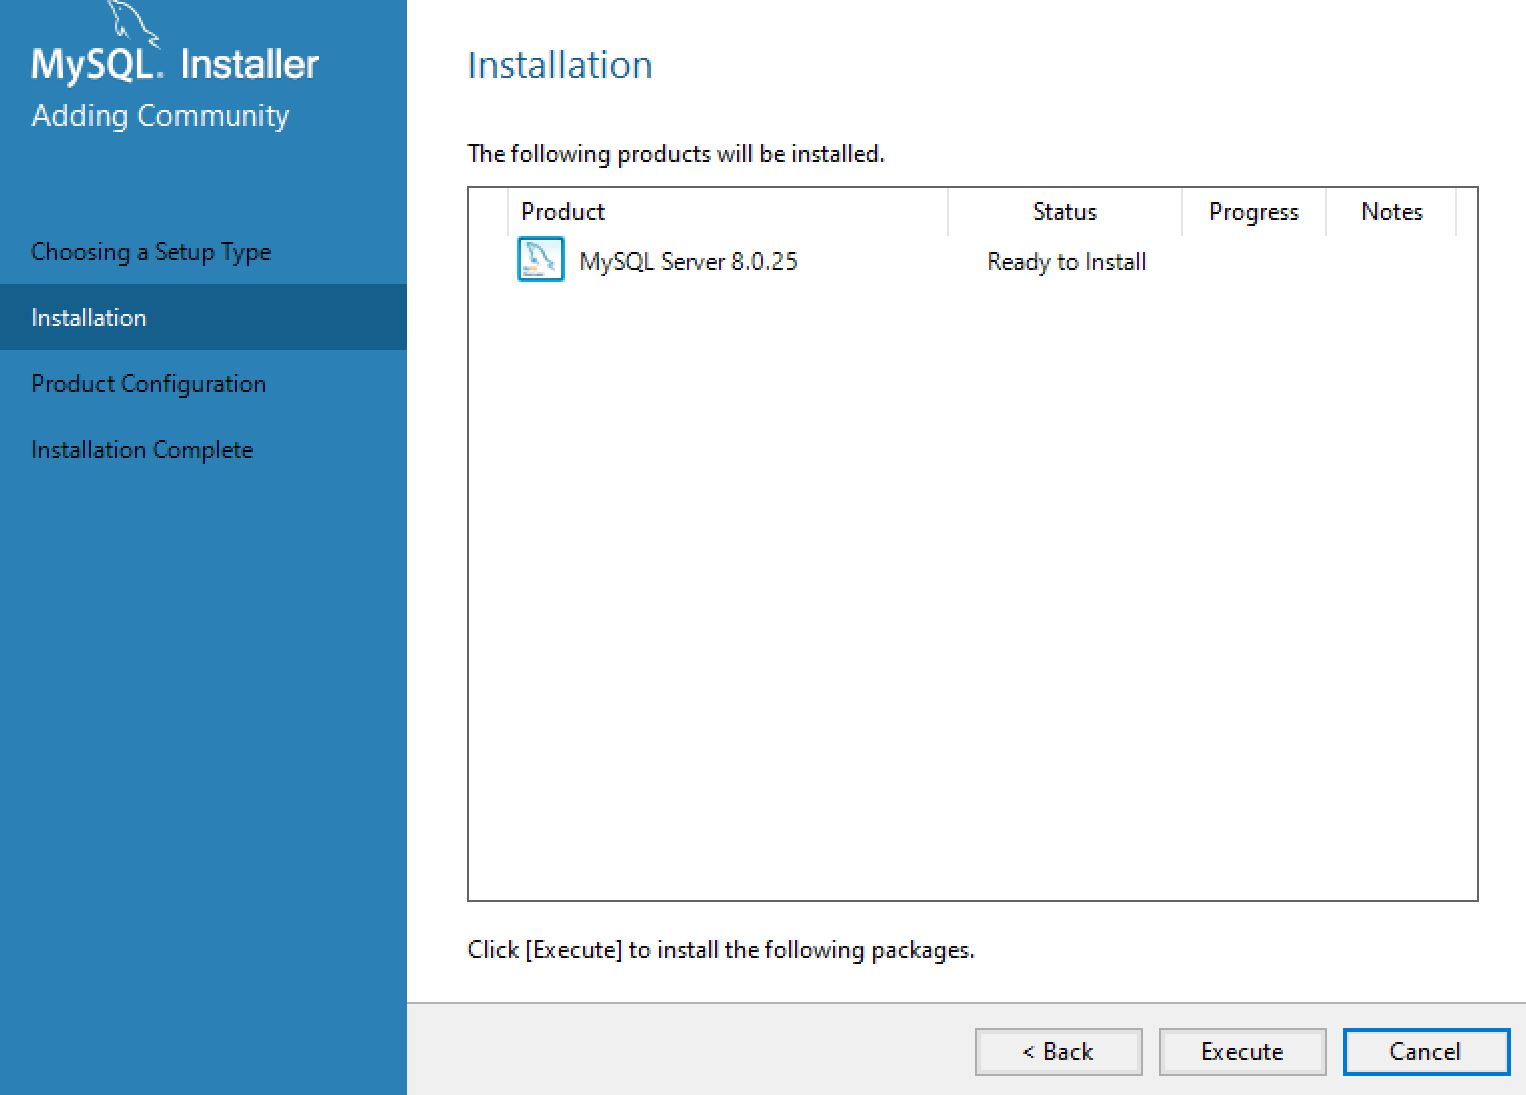 MySQL. Installer
Adding Community
Choosing a Setup Type
Installation
Product Configuration
Installation Complete
Installation
The following products will be installed.
Product Status Progress Notes
MySQL Server 8.0.25 Ready to Install
Click [Execute] to install the following packages.
< Back Execute Cancel